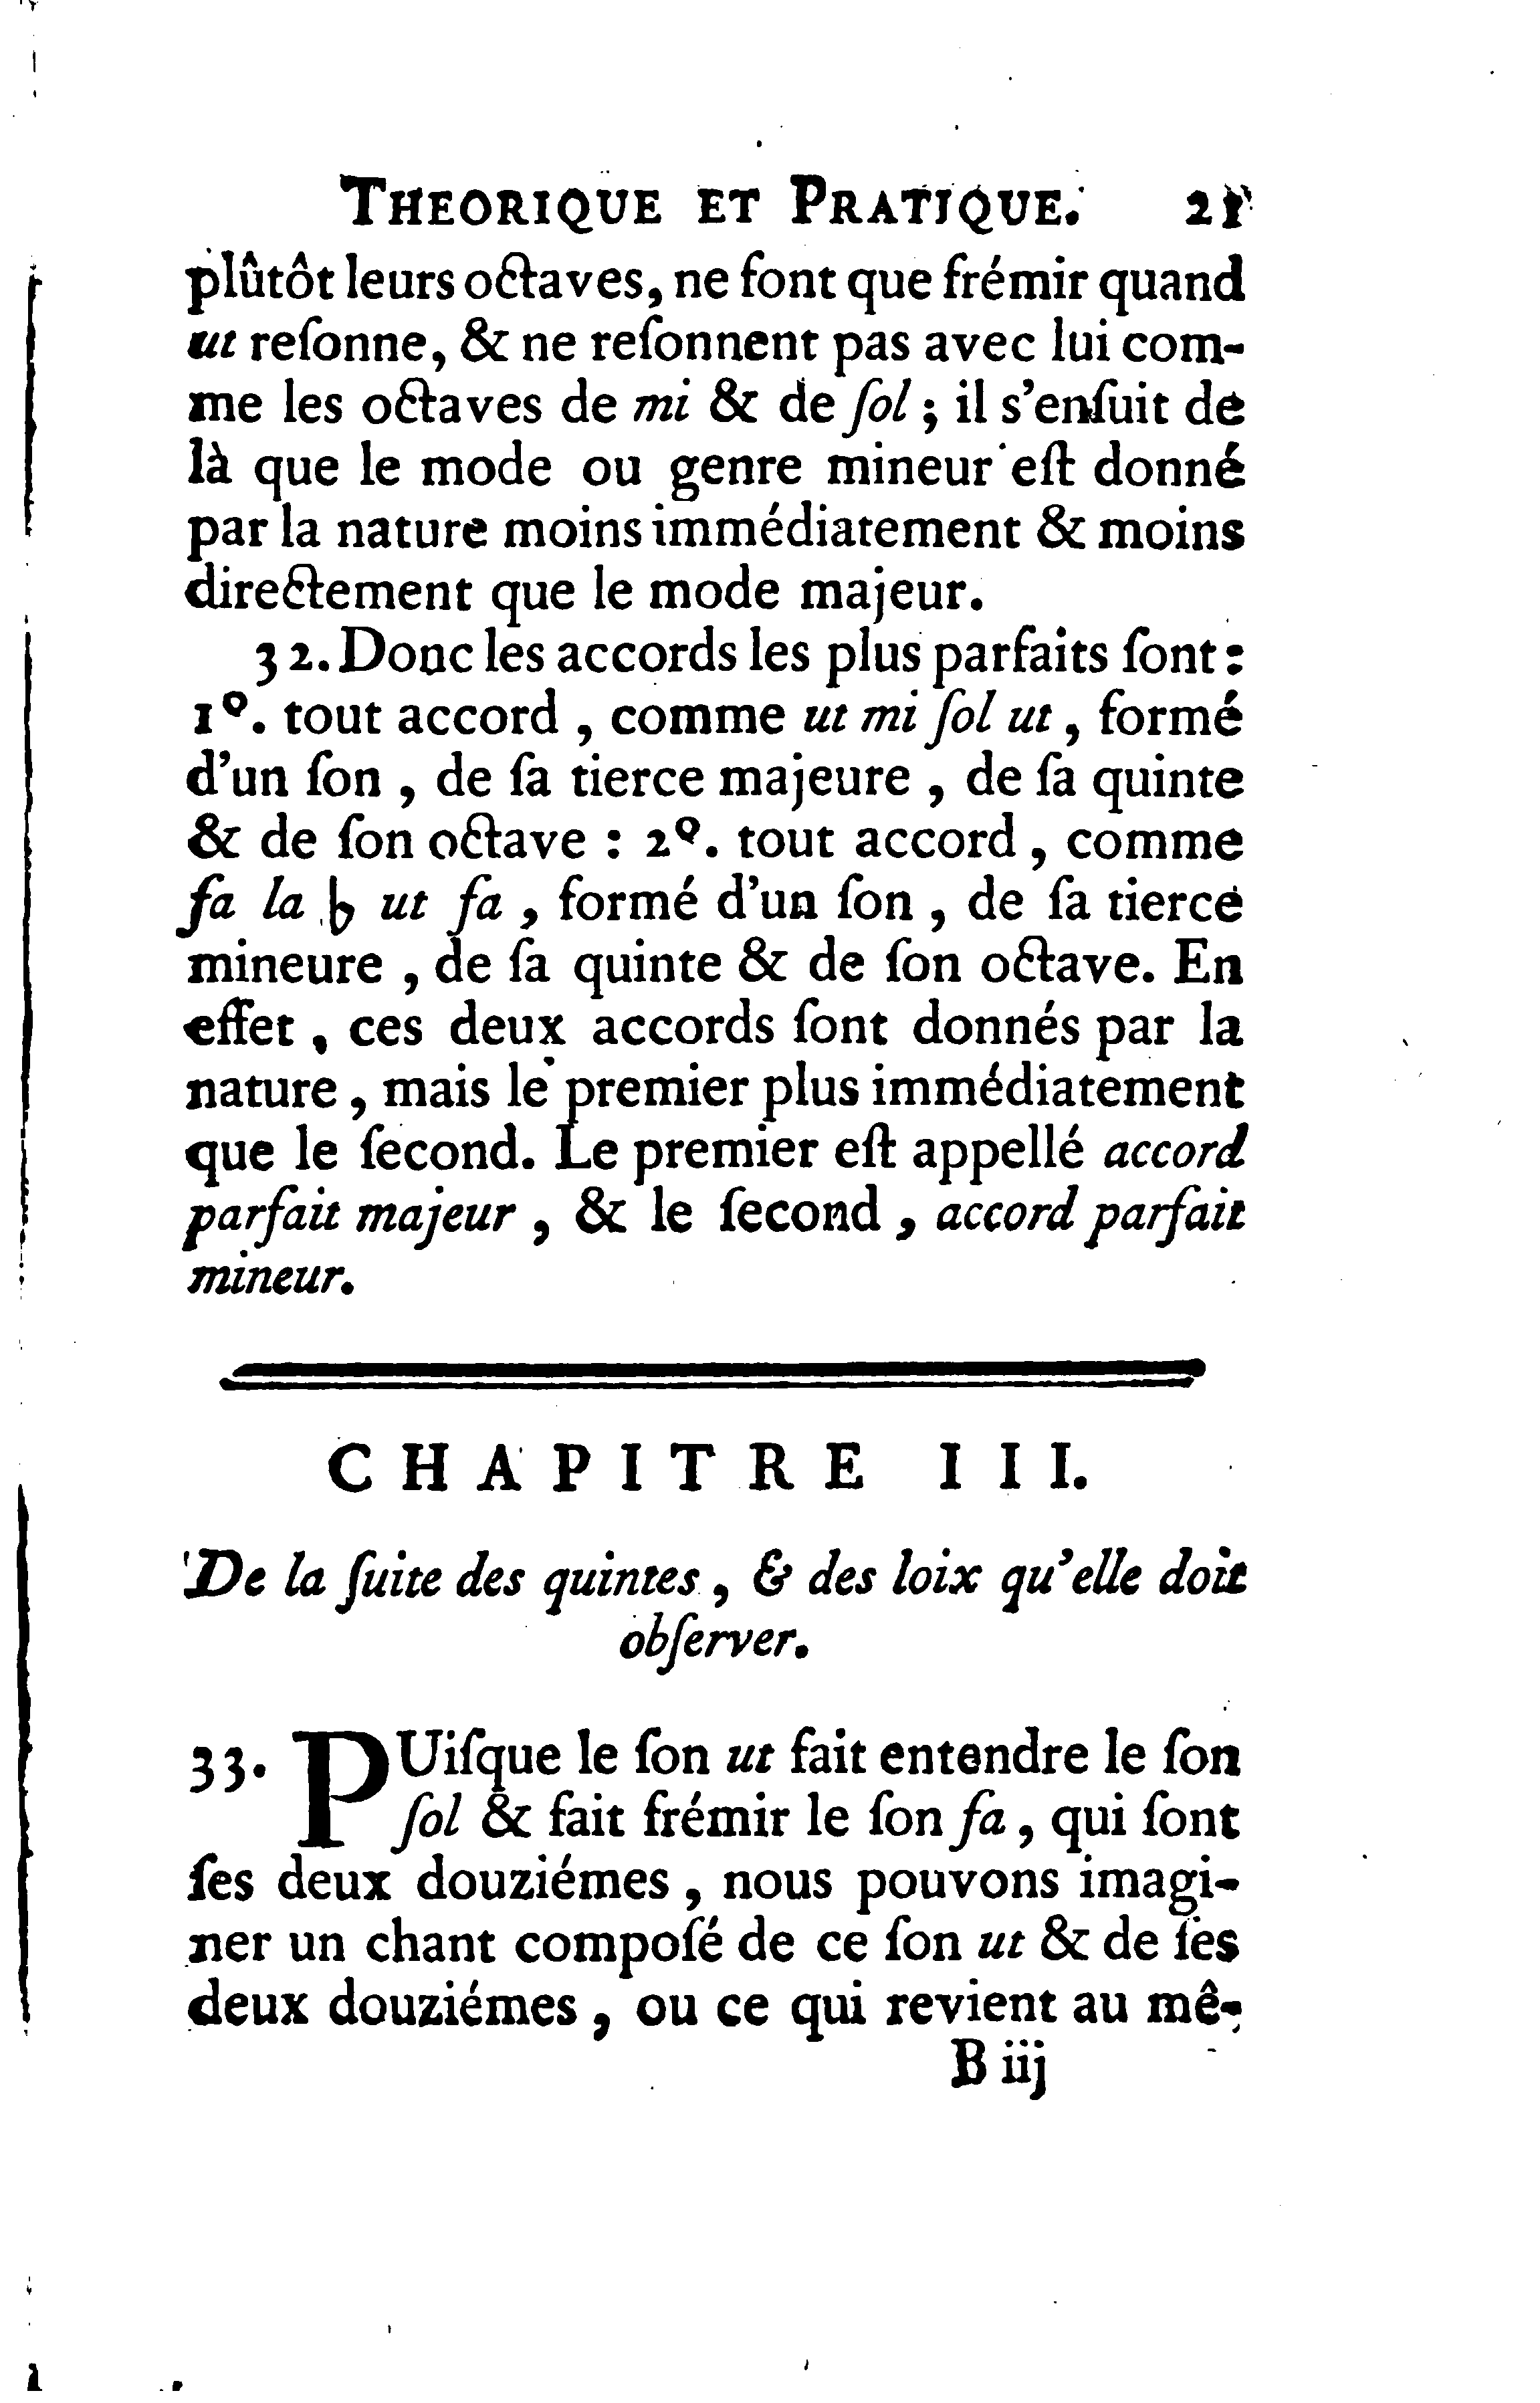 THEORIQUE ET PRATIQUE. 21
plûtôt leurs octaves, ne font que frémir quand
ut reſonne, & ne reſonnent pas avec lui com-
me les octaves de mi & de ſol ; il s'enſuit de
là que le mode ou genre mineur eſt donné
par la nature moins immédiatement & moins
directement que le mode majeur.
32. Donc les accords les plus parfaits ſont :
1º. tout accord , comme ut mi ſol ut , formé
d'un ſon , de ſa tierce majeure , de ſa quinte
& de ſon octave : 2º. tout accord , comme
fa la ♭ ut fa , formé d'un ſon , de ſa tierce
mineure , de ſa quinte & de ſon octave. En
effet , ces deux accords ſont donnés par la
nature , mais le premier plus immédiatement
que le ſecond. Le premier eſt appellé accord
parfait majeur , & le ſecond , accord parfait
mineur.
CHAPITRE III.
De la ſuite des quintes , & des loix qu'elle doit
obſerver.
33. PUiſque le ſon ut fait entendre le ſon
ſol & fait frémir le ſon fa , qui ſont
ſes deux douziémes , nous pouvons imagi-
ner un chant compoſé de ce ſon ut & de ſes
deux douziémes , ou ce qui revient au mê-
B iij